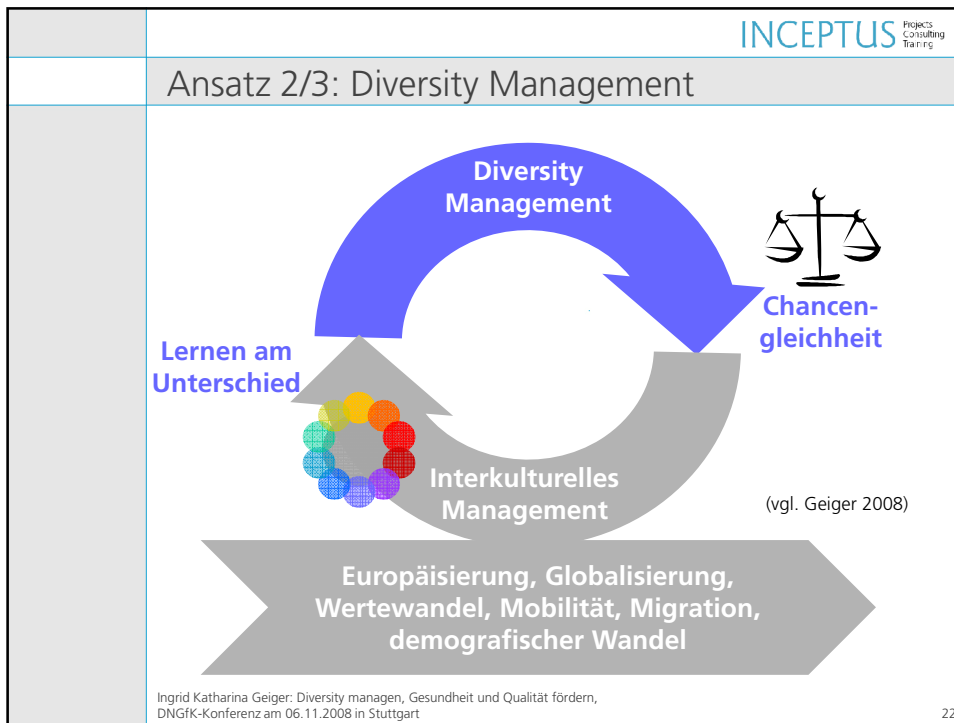 INCEPTUS Projects
Consulting
Training
Ansatz 2/3: Diversity Management
Diversity
Management
Chancen-
gleichheit
Lernen am
Unterschied
Interkulturelles
Management
(vgl. Geiger 2008)
Europäisierung, Globalisierung,
Wertewandel, Mobilität, Migration,
demografischer Wandel
Ingrid Katharina Geiger: Diversity managen, Gesundheit und Qualität fördern,
DNGfK-Konferenz am 06.11.2008 in Stuttgart
22